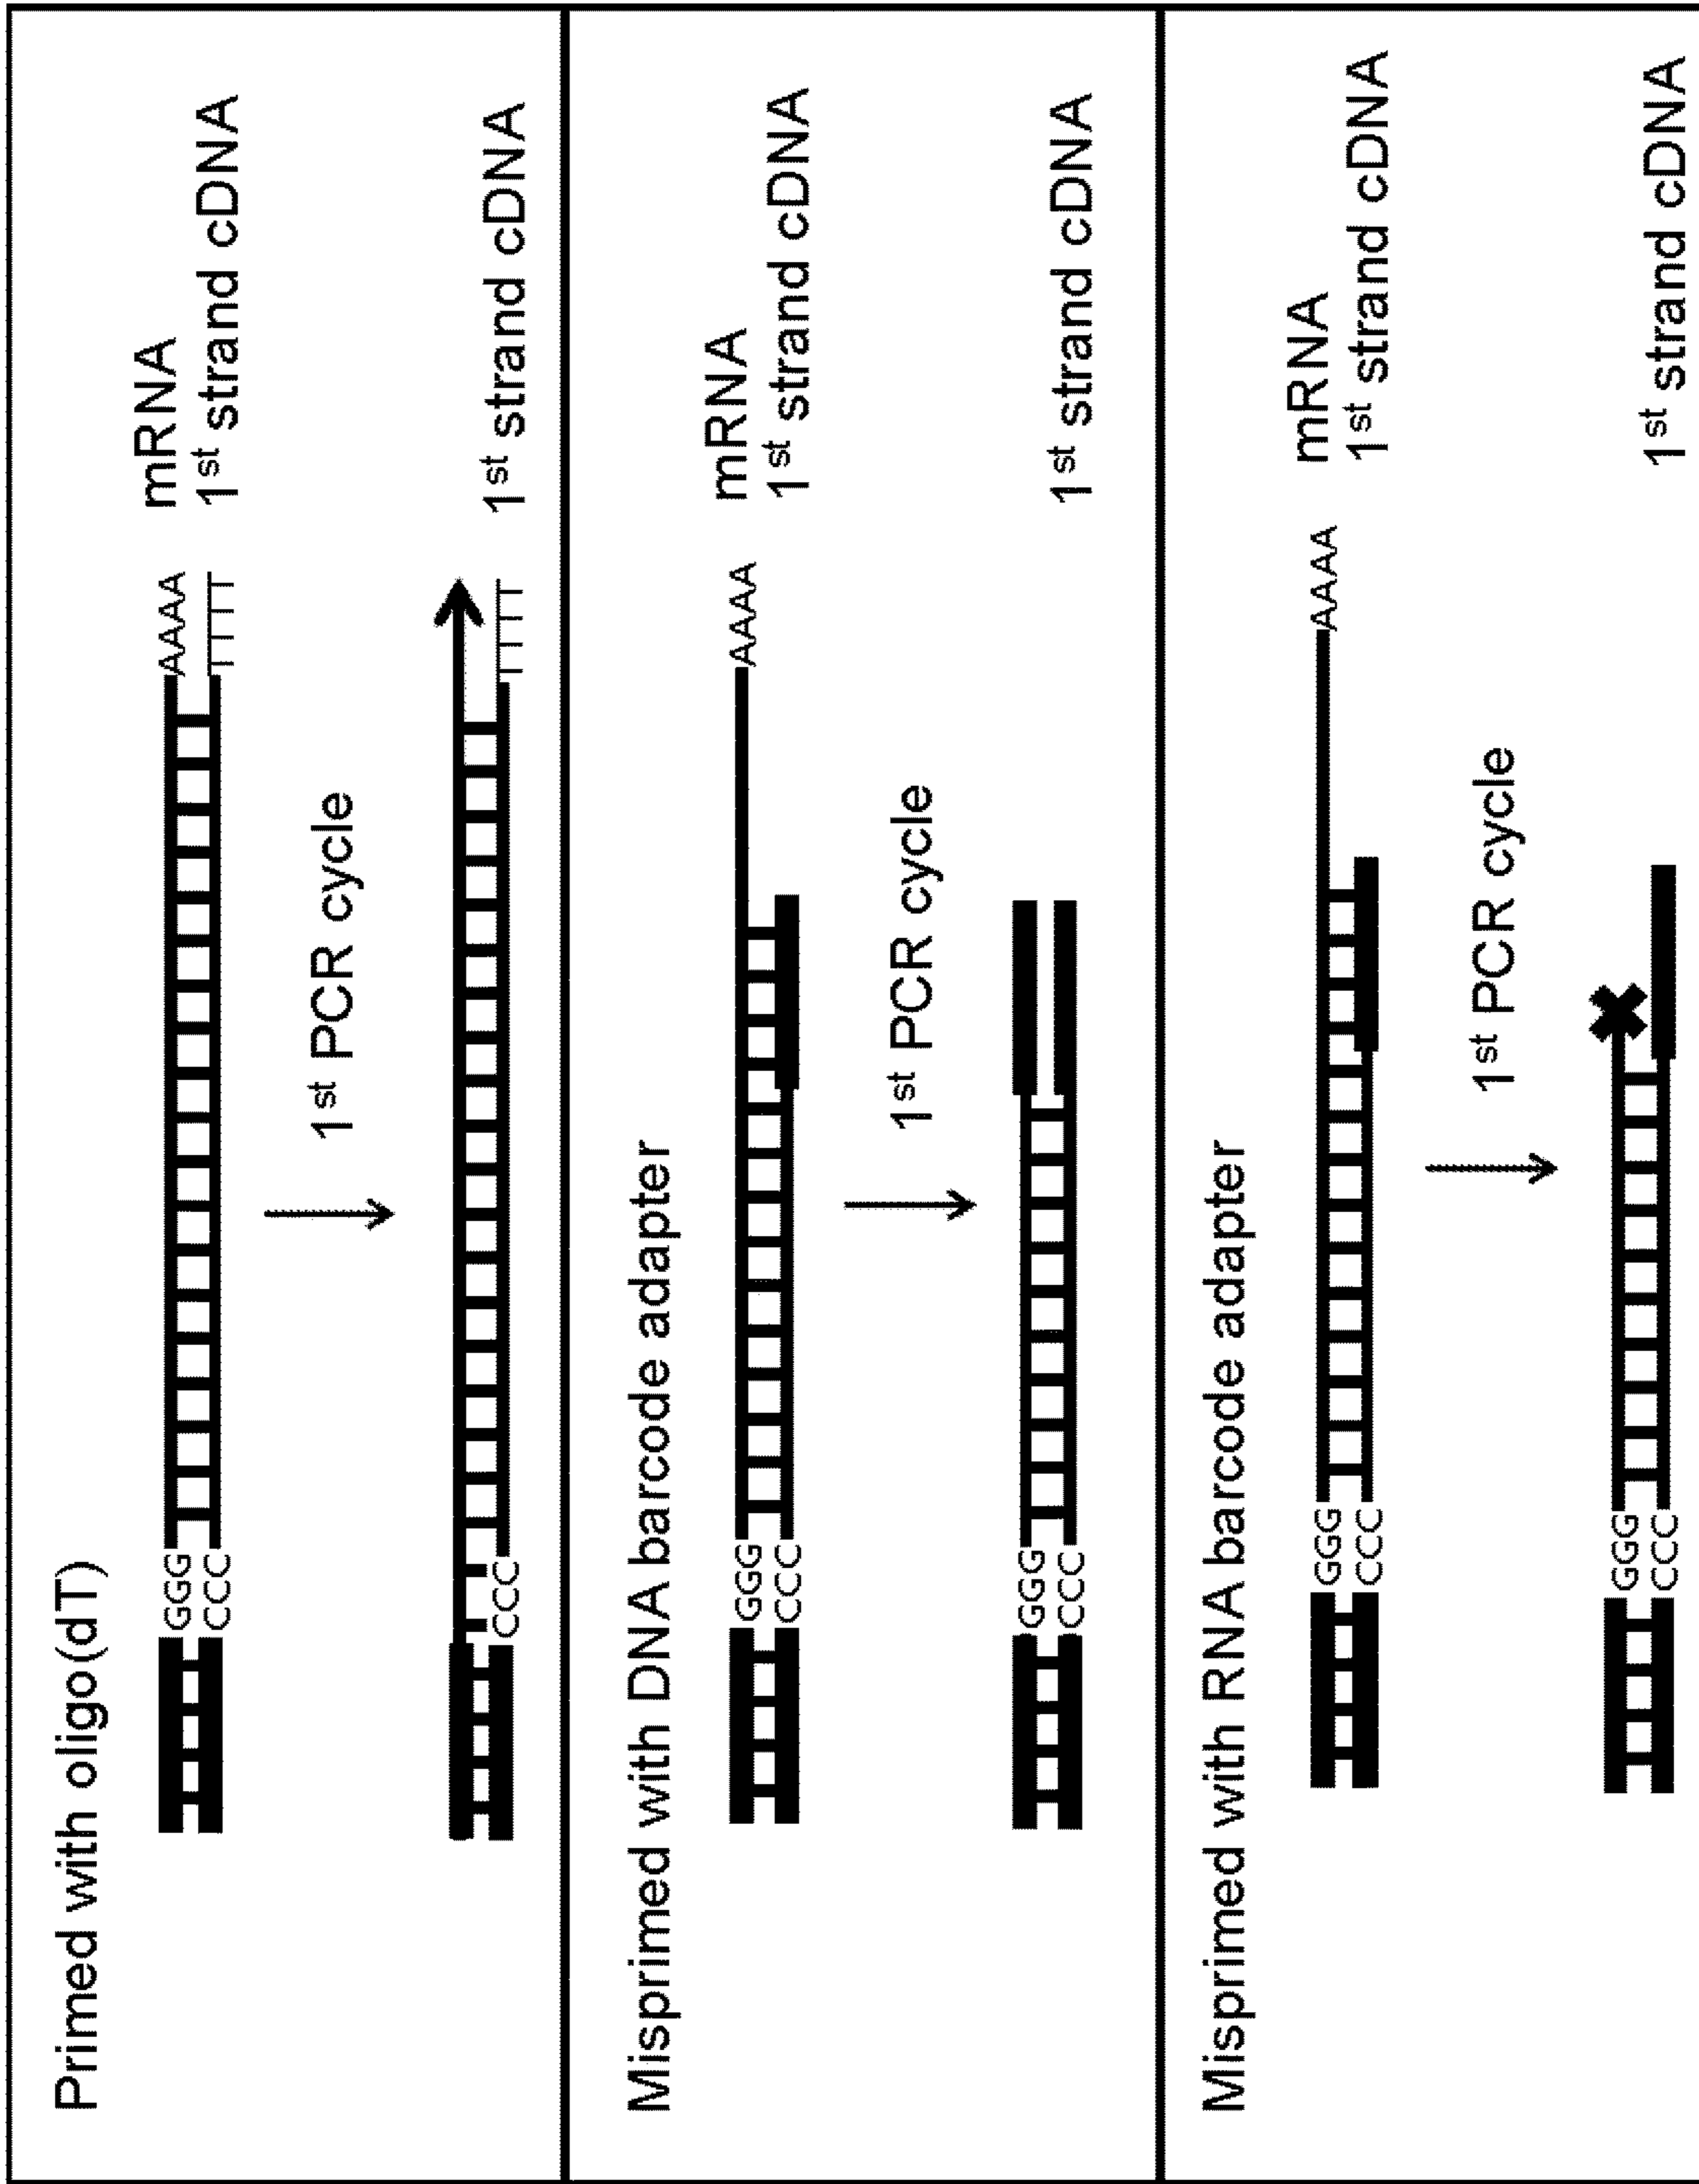 Primed with oligo(dT)
GGG AAAA mRNA
CCC TTTT 1st strand cDNA
1st PCR cycle
CCC TTTT 1st strand cDNA
Misprimed with DNA barcode adapter
GGG AAAA mRNA
CCC 1st strand cDNA
1st PCR cycle
GGG
CCC 1st strand cDNA
Misprimed with RNA barcode adapter
GGG AAAA mRNA
CCC 1st strand cDNA
1st PCR cycle
GGG
CCC 1st strand cDNA